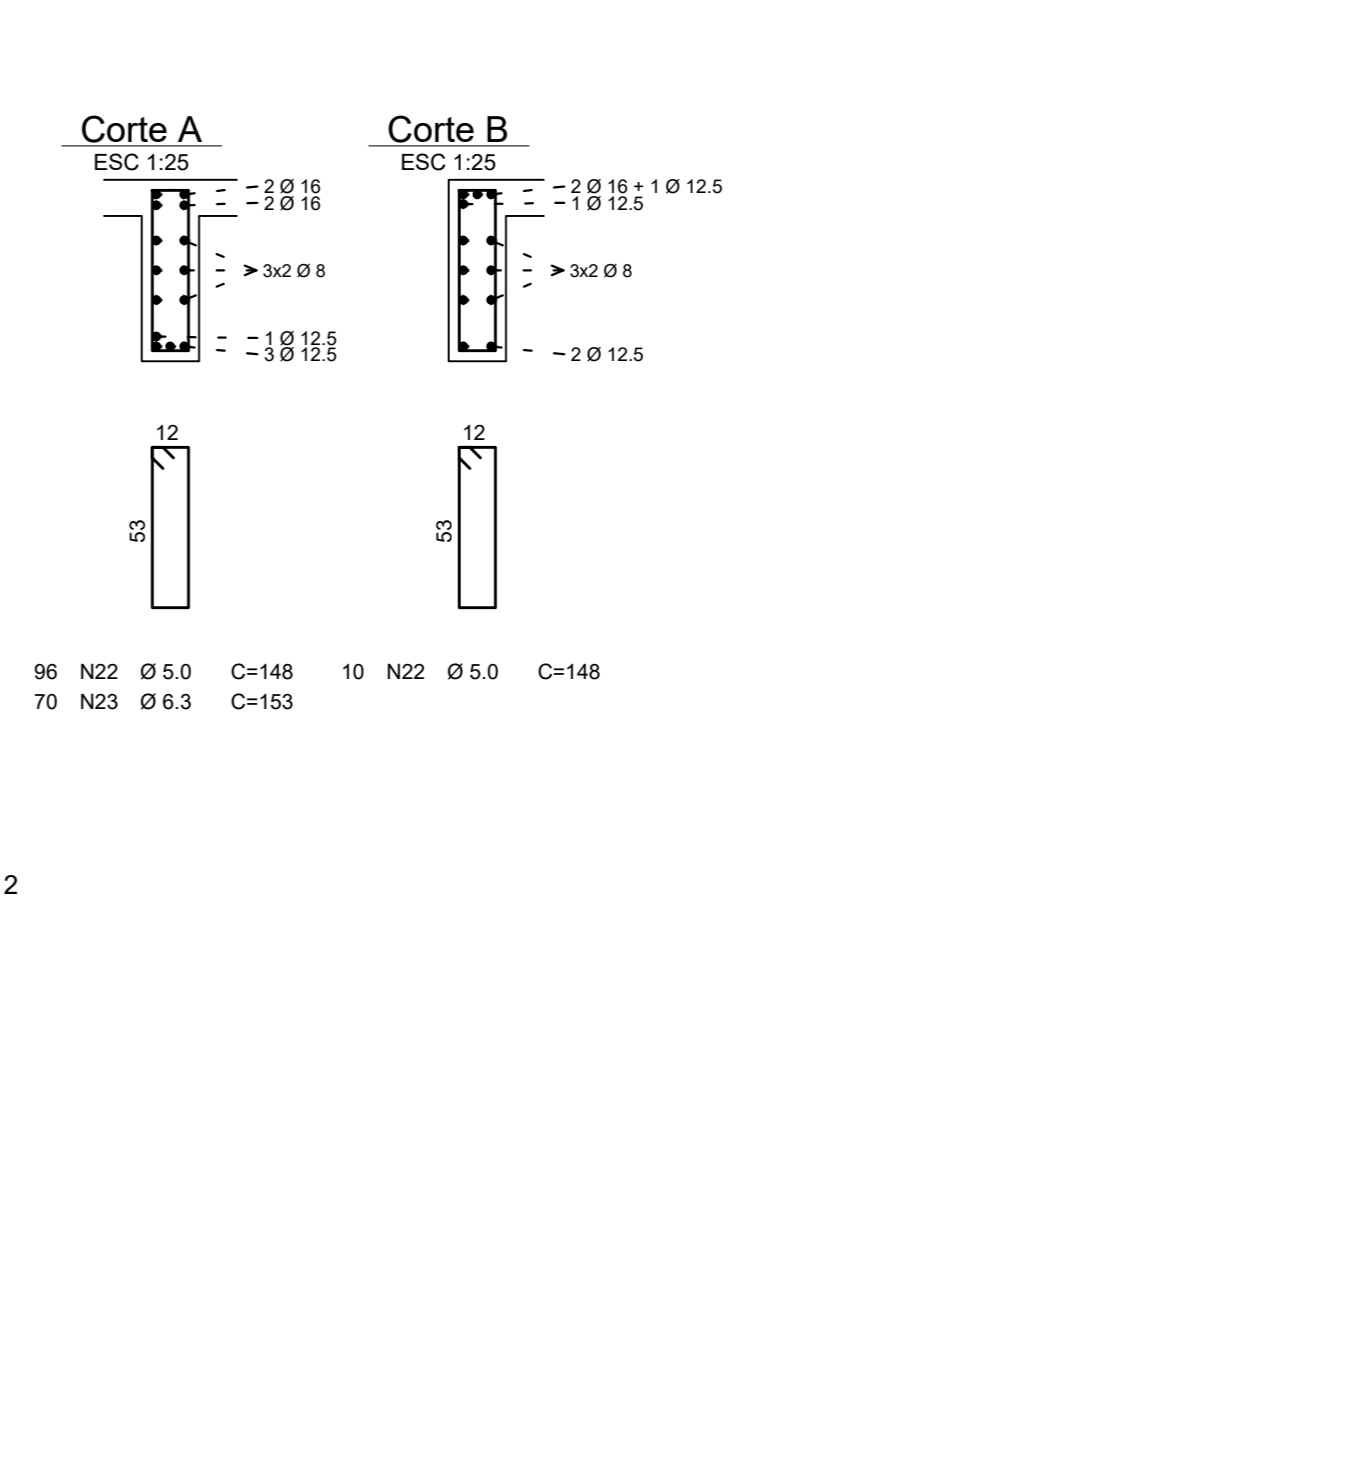 Corte A
ESC 1:25
2 Ø 16
2 Ø 16
3x2 Ø 8
1 Ø 12.5
3 Ø 12.5
12
53
96 N22 Ø 5.0 C=148
70 N23 Ø 6.3 C=153
Corte B
ESC 1:25
2 Ø 16 + 1 Ø 12.5
1 Ø 12.5
3x2 Ø 8
2 Ø 12.5
12
53
10 N22 Ø 5.0 C=148
2